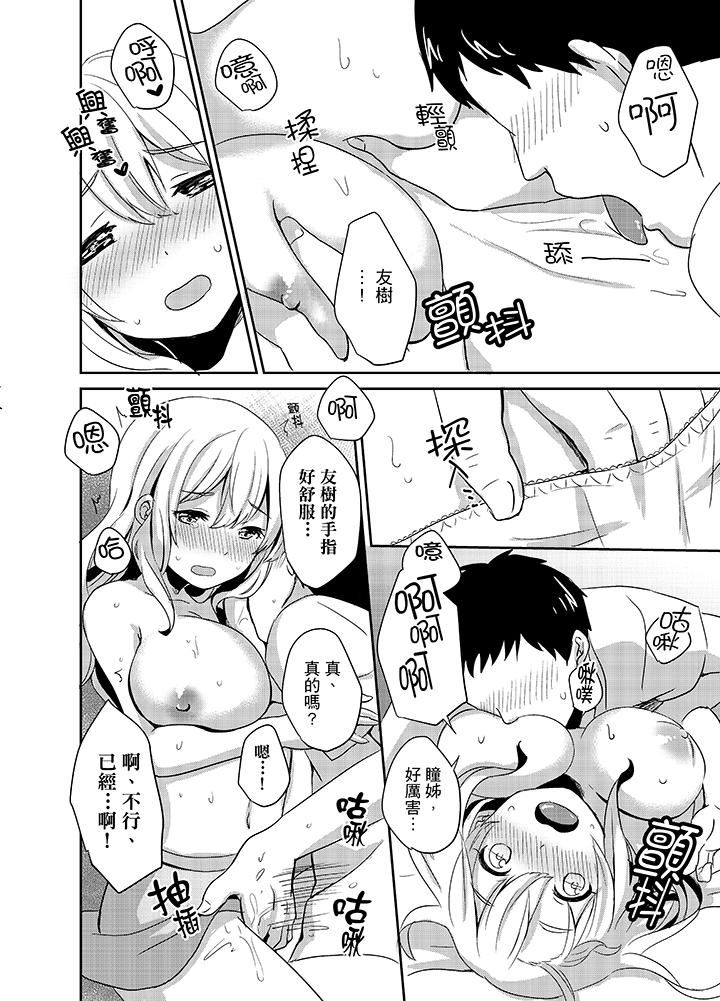 嗯
啊
輕顫
舔
噫啊
揉捏
友樹
…!
顫抖
呼啊♥
興奮
興奮♥
探
噫
啊啊
啊
咕啾
啾噗
瞳姊,
好厲害…
顫抖
啊
顫抖
友樹的手指
好舒服…
顫抖
嗯
哈
真、
真的嗎?
嗯…!
啊、不行、
已經…啊!
咕啾
抽插
咕啾